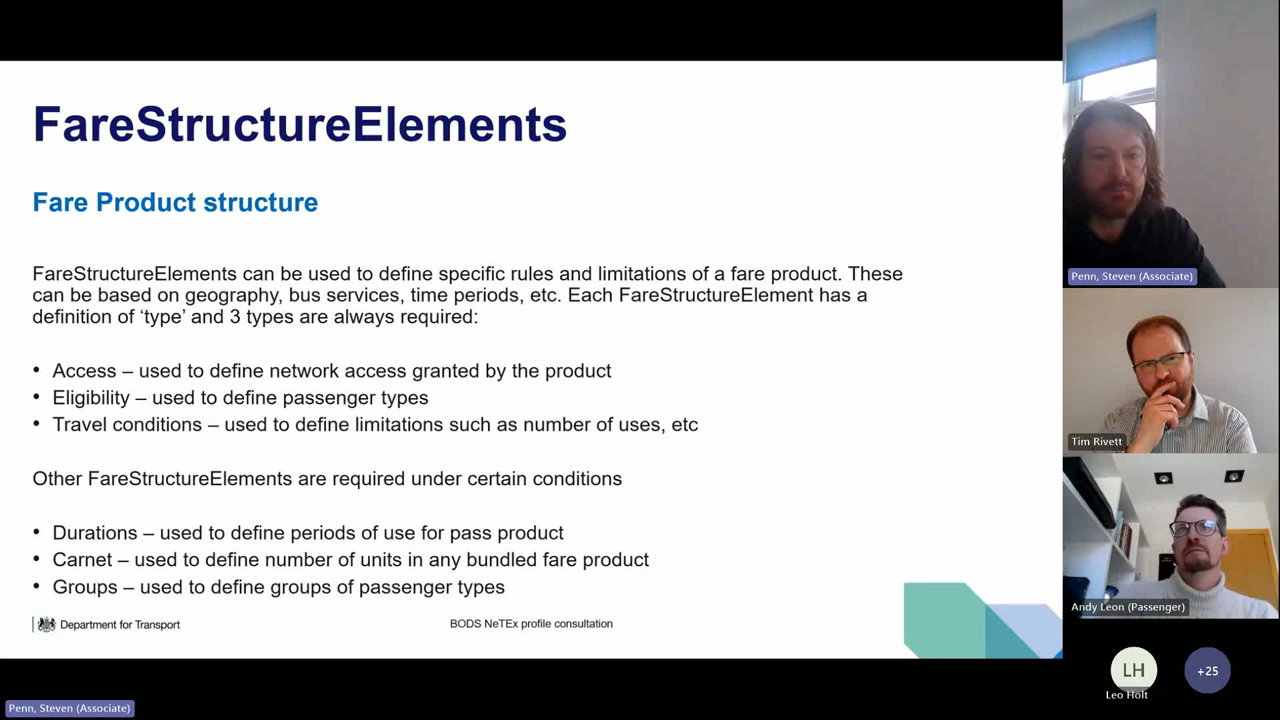 FareStructureElements
Fare Product structure
FareStructureElements can be used to define specific rules and limitations of a fare product. These
can be based on geography, bus services, time periods, etc. Each FareStructureElement has a
definition of ‘type’ and 3 types are always required:
• Access – used to define network access granted by the product
• Eligibility – used to define passenger types
• Travel conditions – used to define limitations such as number of uses, etc
Other FareStructureElements are required under certain conditions
• Durations – used to define periods of use for pass product
• Carnet – used to define number of units in any bundled fare product
• Groups – used to define groups of passenger types
Department for Transport
BODS NeTEx profile consultation
Penn, Steven (Associate)
Tim Rivett
Andy Leon (Passenger)
LH
Leo Holt
+25
Penn, Steven (Associate)